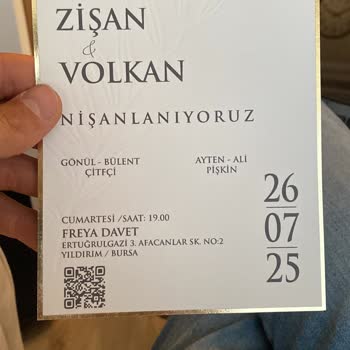 ZİŞAN
&
VOLKAN
NİŞANLANIYORUZ
GÖNÜL - BÜLENT
ÇİTFÇİ
AYTEN - ALİ
PİŞKİN
26
07
25
CUMARTESİ /SAAT: 19.00
FREYA DAVET
ERTUĞRULGAZİ 3. AFACANLAR SK. NO:2
YILDIRIM / BURSA